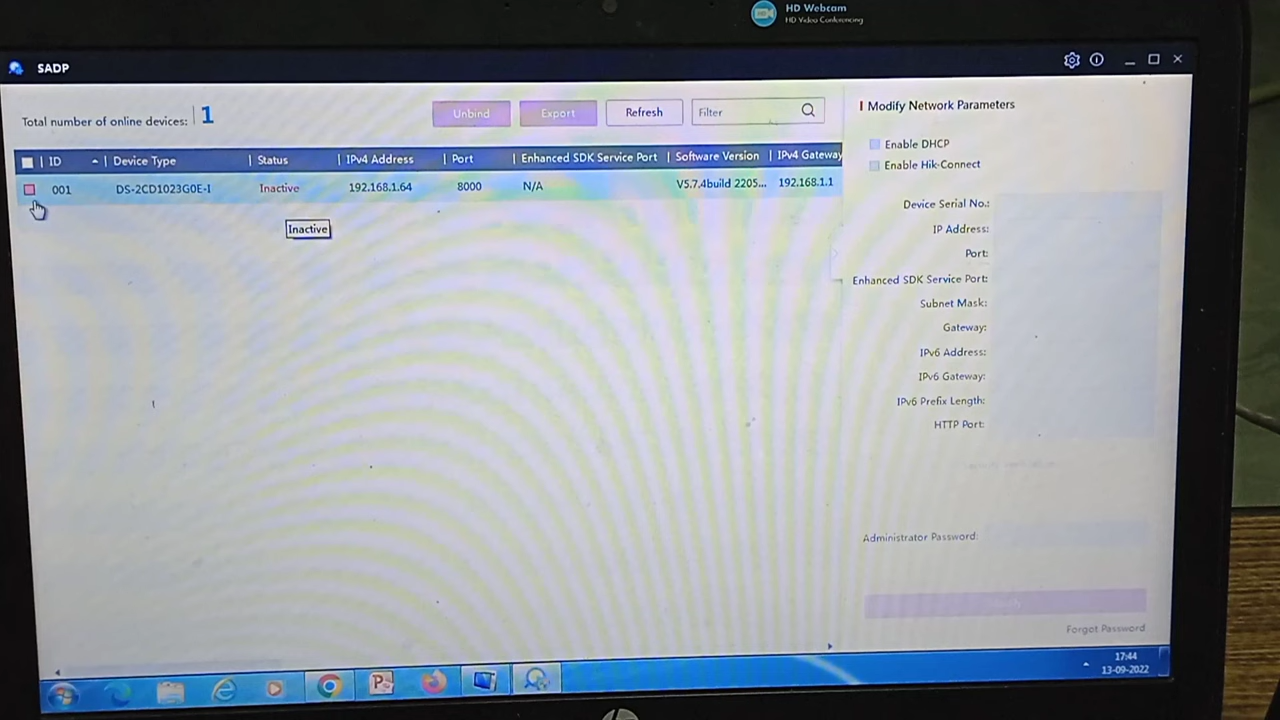 HD Webcam
HD Video Conferencing
SADP
Total number of online devices: 1
Unbind
Export
Refresh
Filter
ID
Device Type
Status
IPv4 Address
Port
Enhanced SDK Service Port
Software Version
IPv4 Gateway
001
DS-2CD1023G0E-I
Inactive
192.168.1.64
8000
N/A
V5.7.4build 2205...
192.168.1.1
Inactive
Modify Network Parameters
Enable DHCP
Enable Hik-Connect
Device Serial No.:
IP Address:
Port:
Enhanced SDK Service Port:
Subnet Mask:
Gateway:
IPv6 Address:
IPv6 Gateway:
IPv6 Prefix Length:
HTTP Port:
Administrator Password:
Forgot Password
17:44
13-09-2022